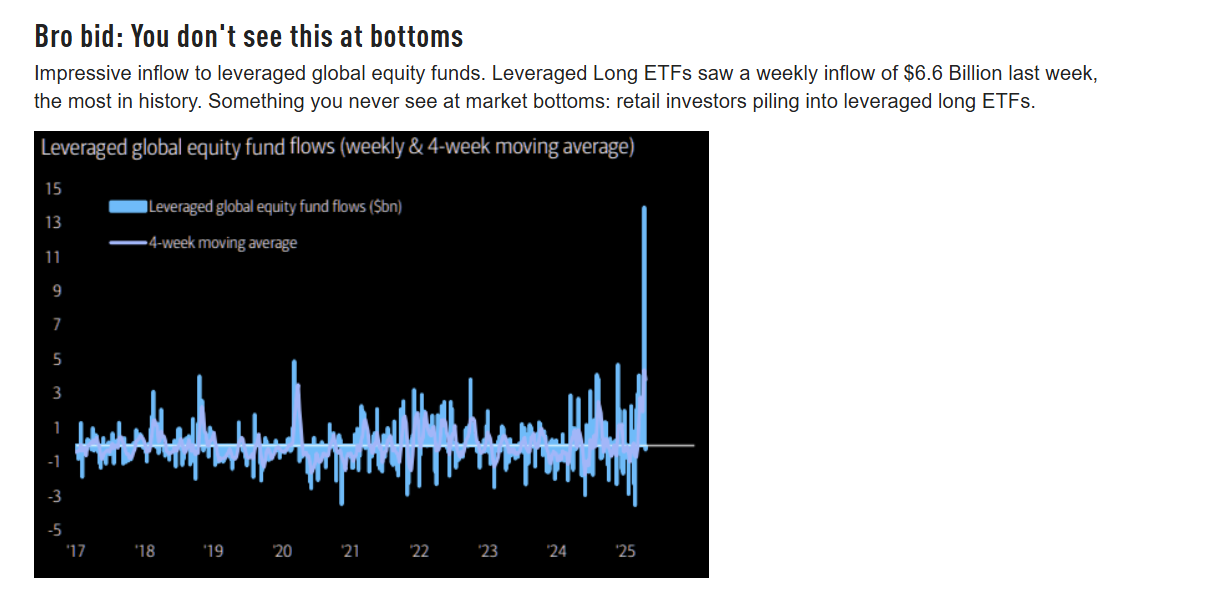 Bro bid: You don't see this at bottoms
Impressive inflow to leveraged global equity funds. Leveraged Long ETFs saw a weekly inflow of $6.6 Billion last week,
the most in history. Something you never see at market bottoms: retail investors piling into leveraged long ETFs.
Leveraged global equity fund flows (weekly & 4-week moving average)
15
Leveraged global equity fund flows ($bn)
13
4-week moving average
11
9
7
5
3
1
-1
-3
-5
'17 '18 '19 '20 '21 '22 '23 '24 '25